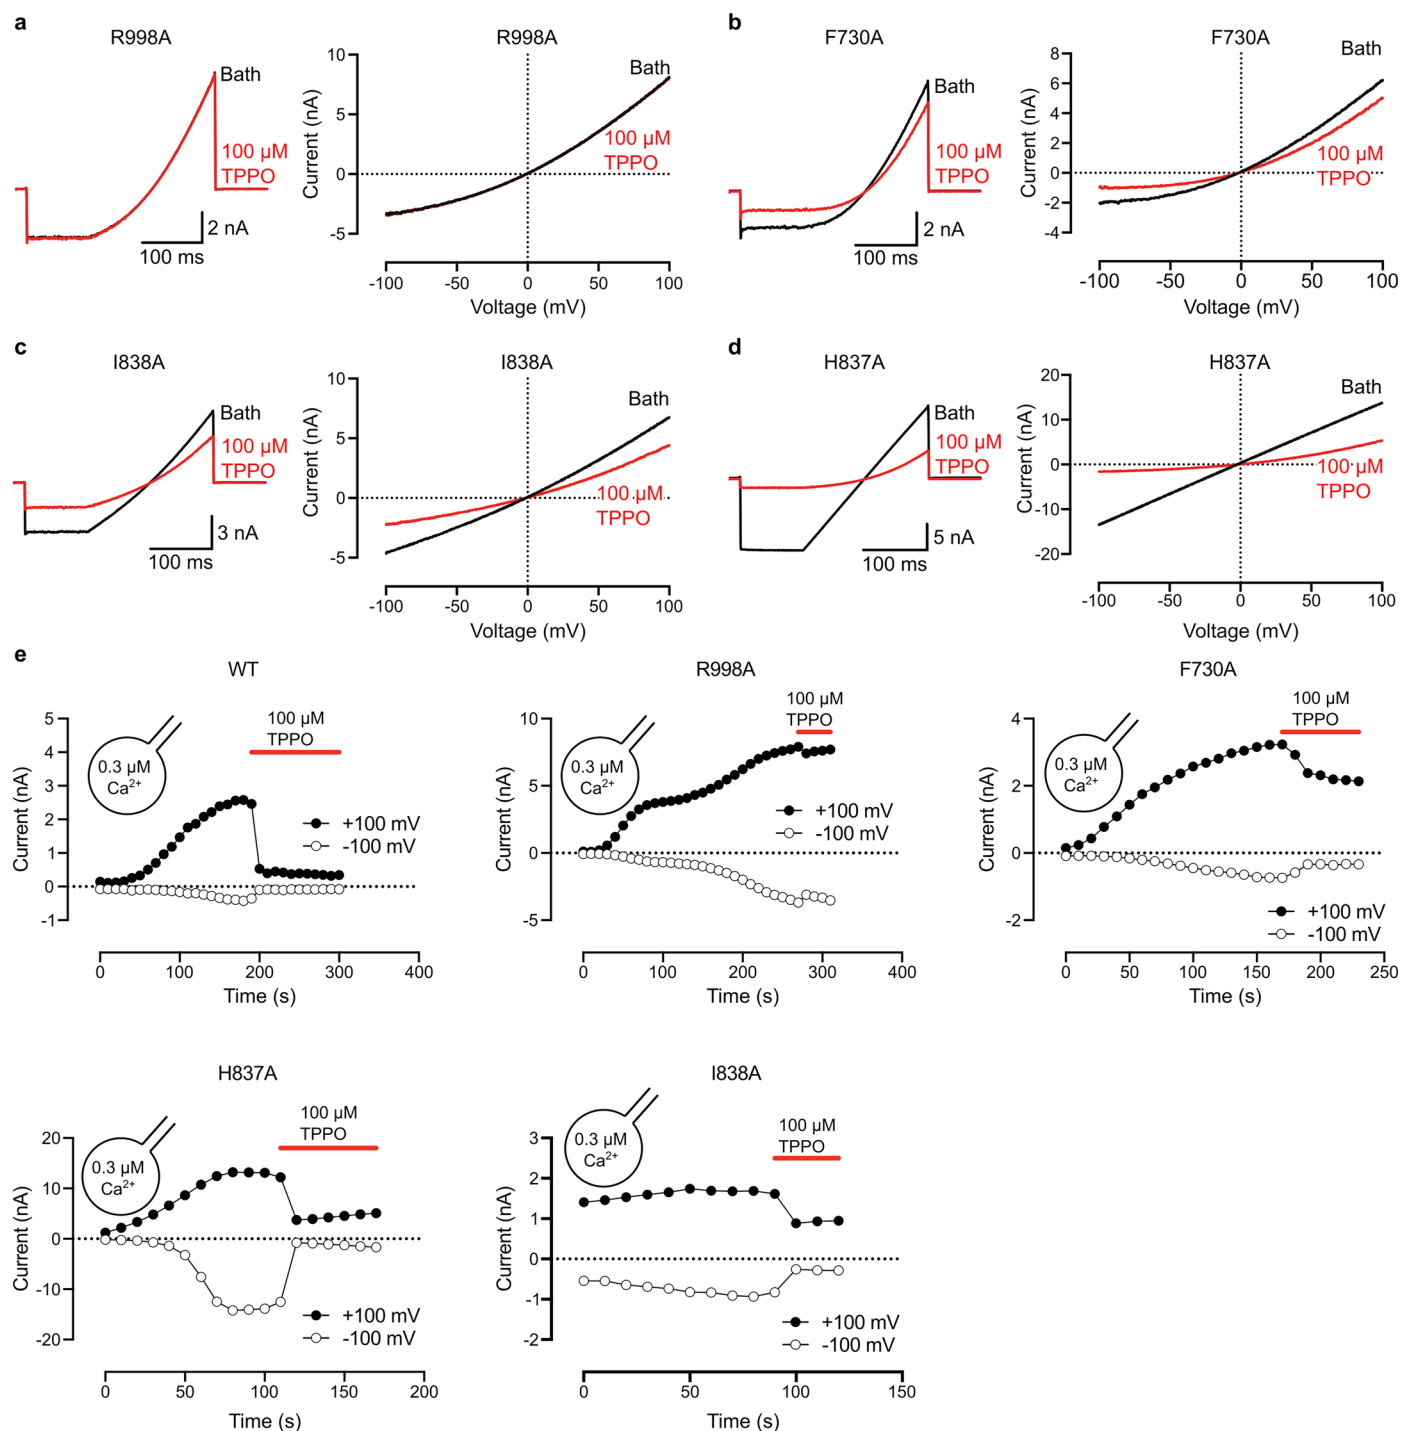 a
R998A
Bath
100 µM
TPPO
2 nA
100 ms
R998A
Current (nA)
10
5
0
-5
Bath
100 µM
TPPO
-100
-50
0
50
100
Voltage (mV)
b
F730A
Bath
100 µM
TPPO
2 nA
100 ms
F730A
Current (nA)
8
6
4
2
0
-2
-4
Bath
100 µM
TPPO
-100
-50
0
50
100
Voltage (mV)
c
I838A
Bath
100 µM
TPPO
3 nA
100 ms
I838A
Current (nA)
10
5
0
-5
Bath
100 µM
TPPO
-100
-50
0
50
100
Voltage (mV)
d
H837A
Bath
100 µM
TPPO
5 nA
100 ms
H837A
Current (nA)
20
10
0
-10
-20
Bath
100 µM
TPPO
-100
-50
0
50
100
Voltage (mV)
e
WT
Current (nA)
5
4
3
2
1
0
-1
0.3 µM
Ca2+
100 µM
TPPO
+100 mV
-100 mV
0
100
200
300
400
Time (s)
R998A
Current (nA)
10
5
0
-5
0.3 µM
Ca2+
100 µM
TPPO
+100 mV
-100 mV
0
100
200
300
400
Time (s)
F730A
Current (nA)
4
2
0
-2
0.3 µM
Ca2+
100 µM
TPPO
+100 mV
-100 mV
0
50
100
150
200
250
Time (s)
H837A
Current (nA)
20
10
0
-10
-20
0.3 µM
Ca2+
100 µM
TPPO
+100 mV
-100 mV
0
50
100
150
200
Time (s)
I838A
Current (nA)
3
2
1
0
-1
-2
0.3 µM
Ca2+
100 µM
TPPO
+100 mV
-100 mV
0
50
100
150
Time (s)